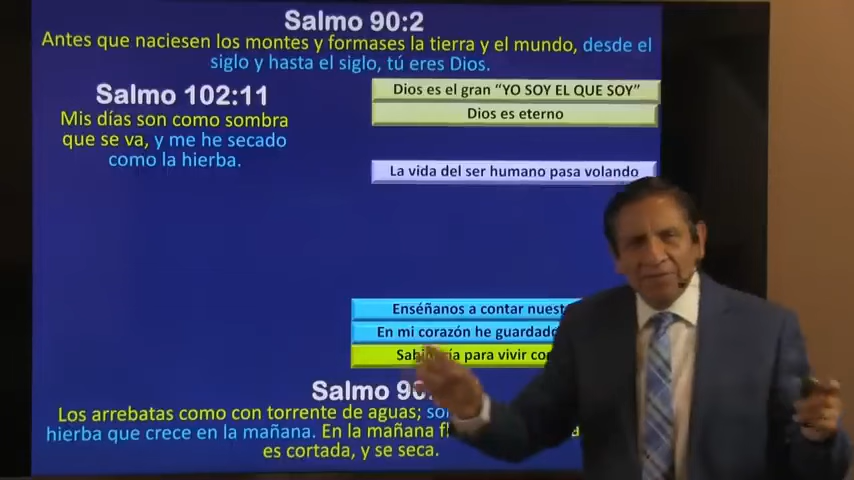 Salmo 90:2
Antes que naciesen los montes y formases la tierra y el mundo, desde el
siglo y hasta el siglo, tú eres Dios.
Salmo 102:11
Mis días son como sombra
que se va, y me he secado
como la hierba.
Dios es el gran "YO SOY EL QUE SOY"
Dios es eterno
La vida del ser humano pasa volando
Enséñanos a contar
En mi corazón he guardado
para vivir
Salmo
Los arrebatas como con torrente de aguas;
hierba que crece en la mañana. En la mañana
es cortada, y se seca.